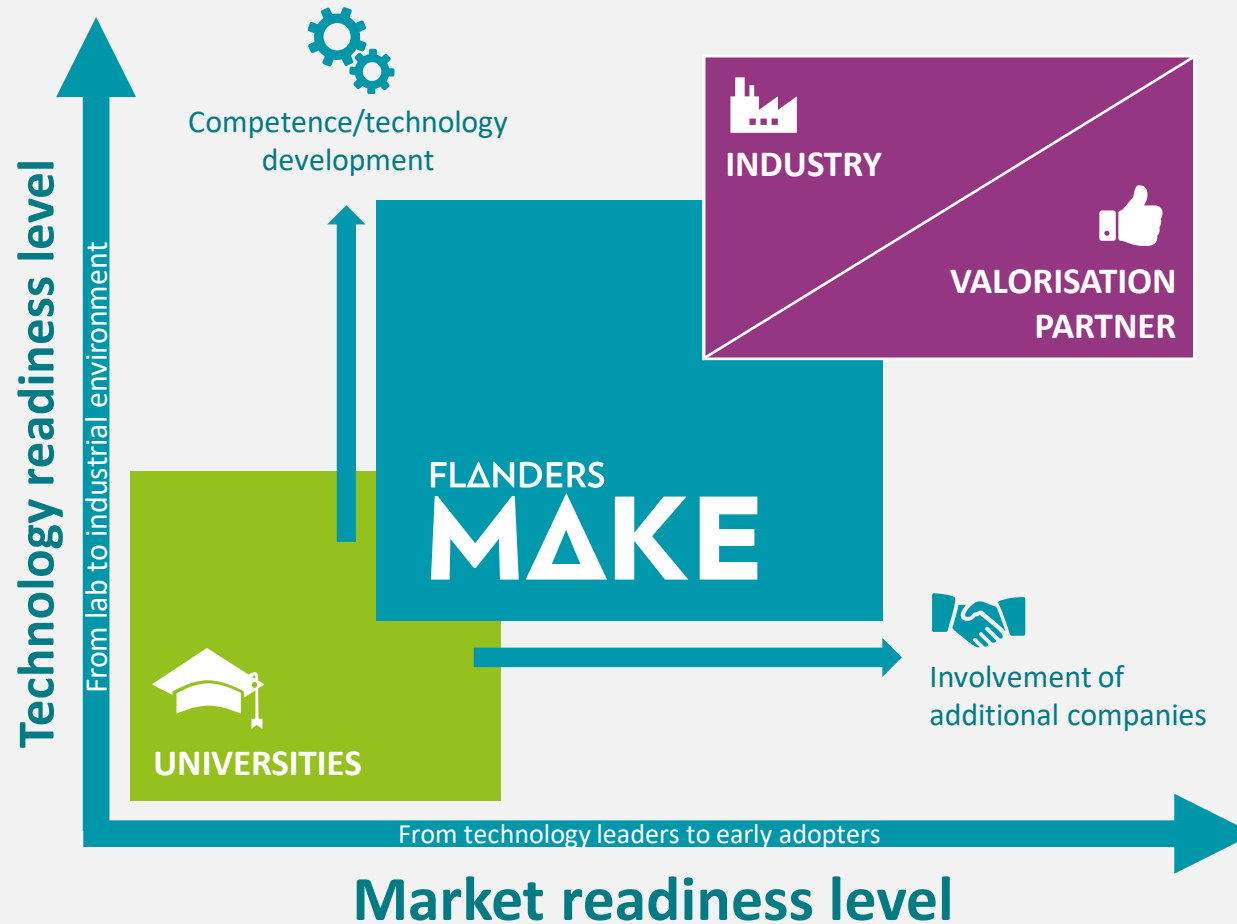 Technology readiness level
From lab to industrial environment
Competence/technology
development
INDUSTRY
VALORISATION
PARTNER
FLANDERS
MAKE
UNIVERSITIES
Involvement of
additional companies
From technology leaders to early adopters
Market readiness level